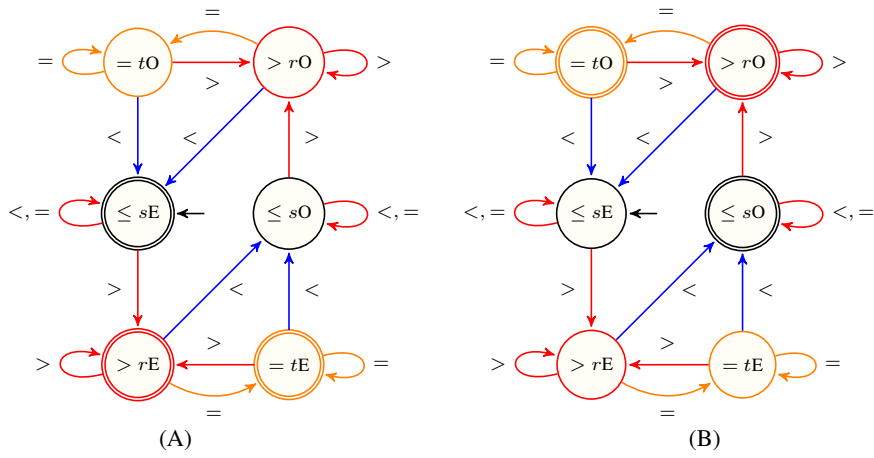 = =
= = tO > rO > = = tO > rO >
> >
< < > < < >
<, = ≤ sE ≤ sO <, = <, = ≤ sE ≤ sO <, =
> < < > < <
> >
> > rE = tE = > > rE = tE =
= =
(A) (B)